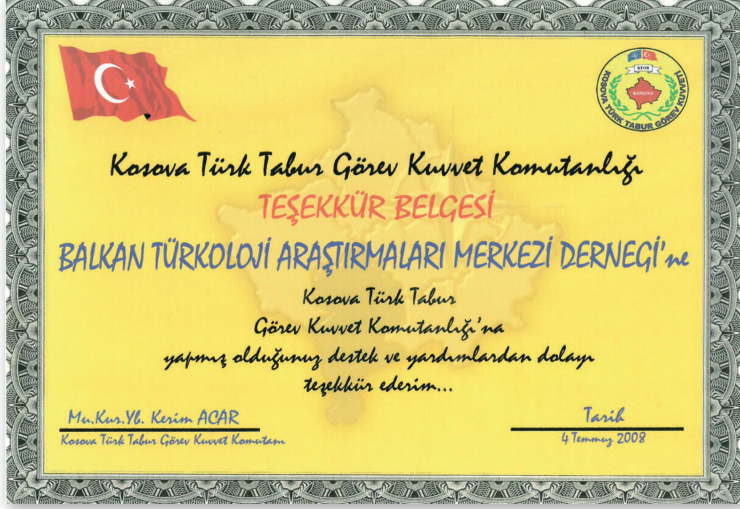 KFOR
KOSOVA
KOSOVA TÜRK TABUR GÖREV KUVVETİ
Kosova Türk Tabur Görev Kuvvet Komutanlığı
TEŞEKKÜR BELGESİ
BALKAN TÜRKOLOJİ ARAŞTIRMALARI MERKEZİ DERNEGİ'ne
Kosova Türk Tabur
Görev Kuvvet Komutanlığı'na
yapmış olduğunuz destek ve yardımlardan dolayı
teşekkür ederim...
Mu.Kur.Yb. Kerim ACAR
Kosova Türk Tabur Görev Kuvvet Komutanı
Tarih
4 Temmuz 2008